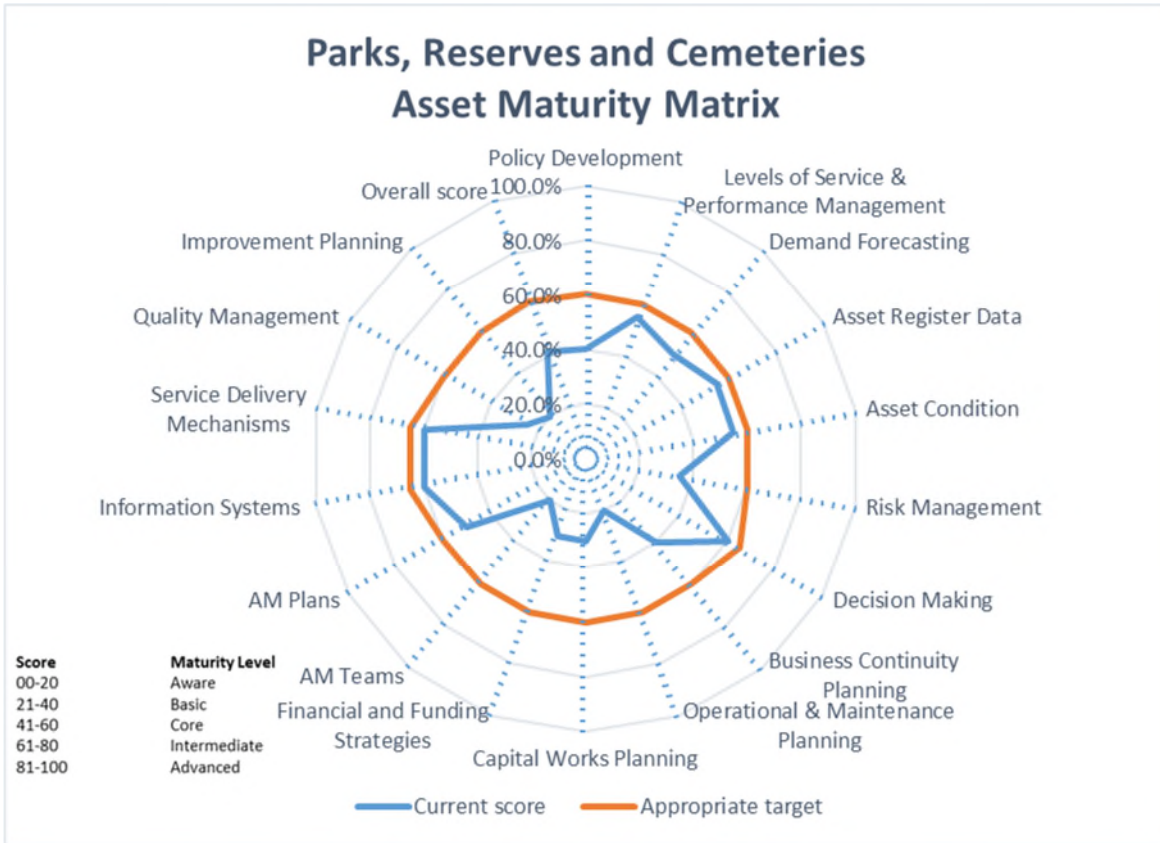 Parks, Reserves and Cemeteries
Asset Maturity Matrix
Policy Development
Levels of Service &
Performance Management
Demand Forecasting
Asset Register Data
Asset Condition
Risk Management
Decision Making
Business Continuity
Planning
Operational & Maintenance
Planning
Capital Works Planning
Financial and Funding
Strategies
AM Teams
AM Plans
Information Systems
Service Delivery
Mechanisms
Quality Management
Improvement Planning
Overall score
100.0%
80.0%
60.0%
40.0%
20.0%
0.0%
Score Maturity Level
00-20 Aware
21-40 Basic
41-60 Core
61-80 Intermediate
81-100 Advanced
Current score
Appropriate target